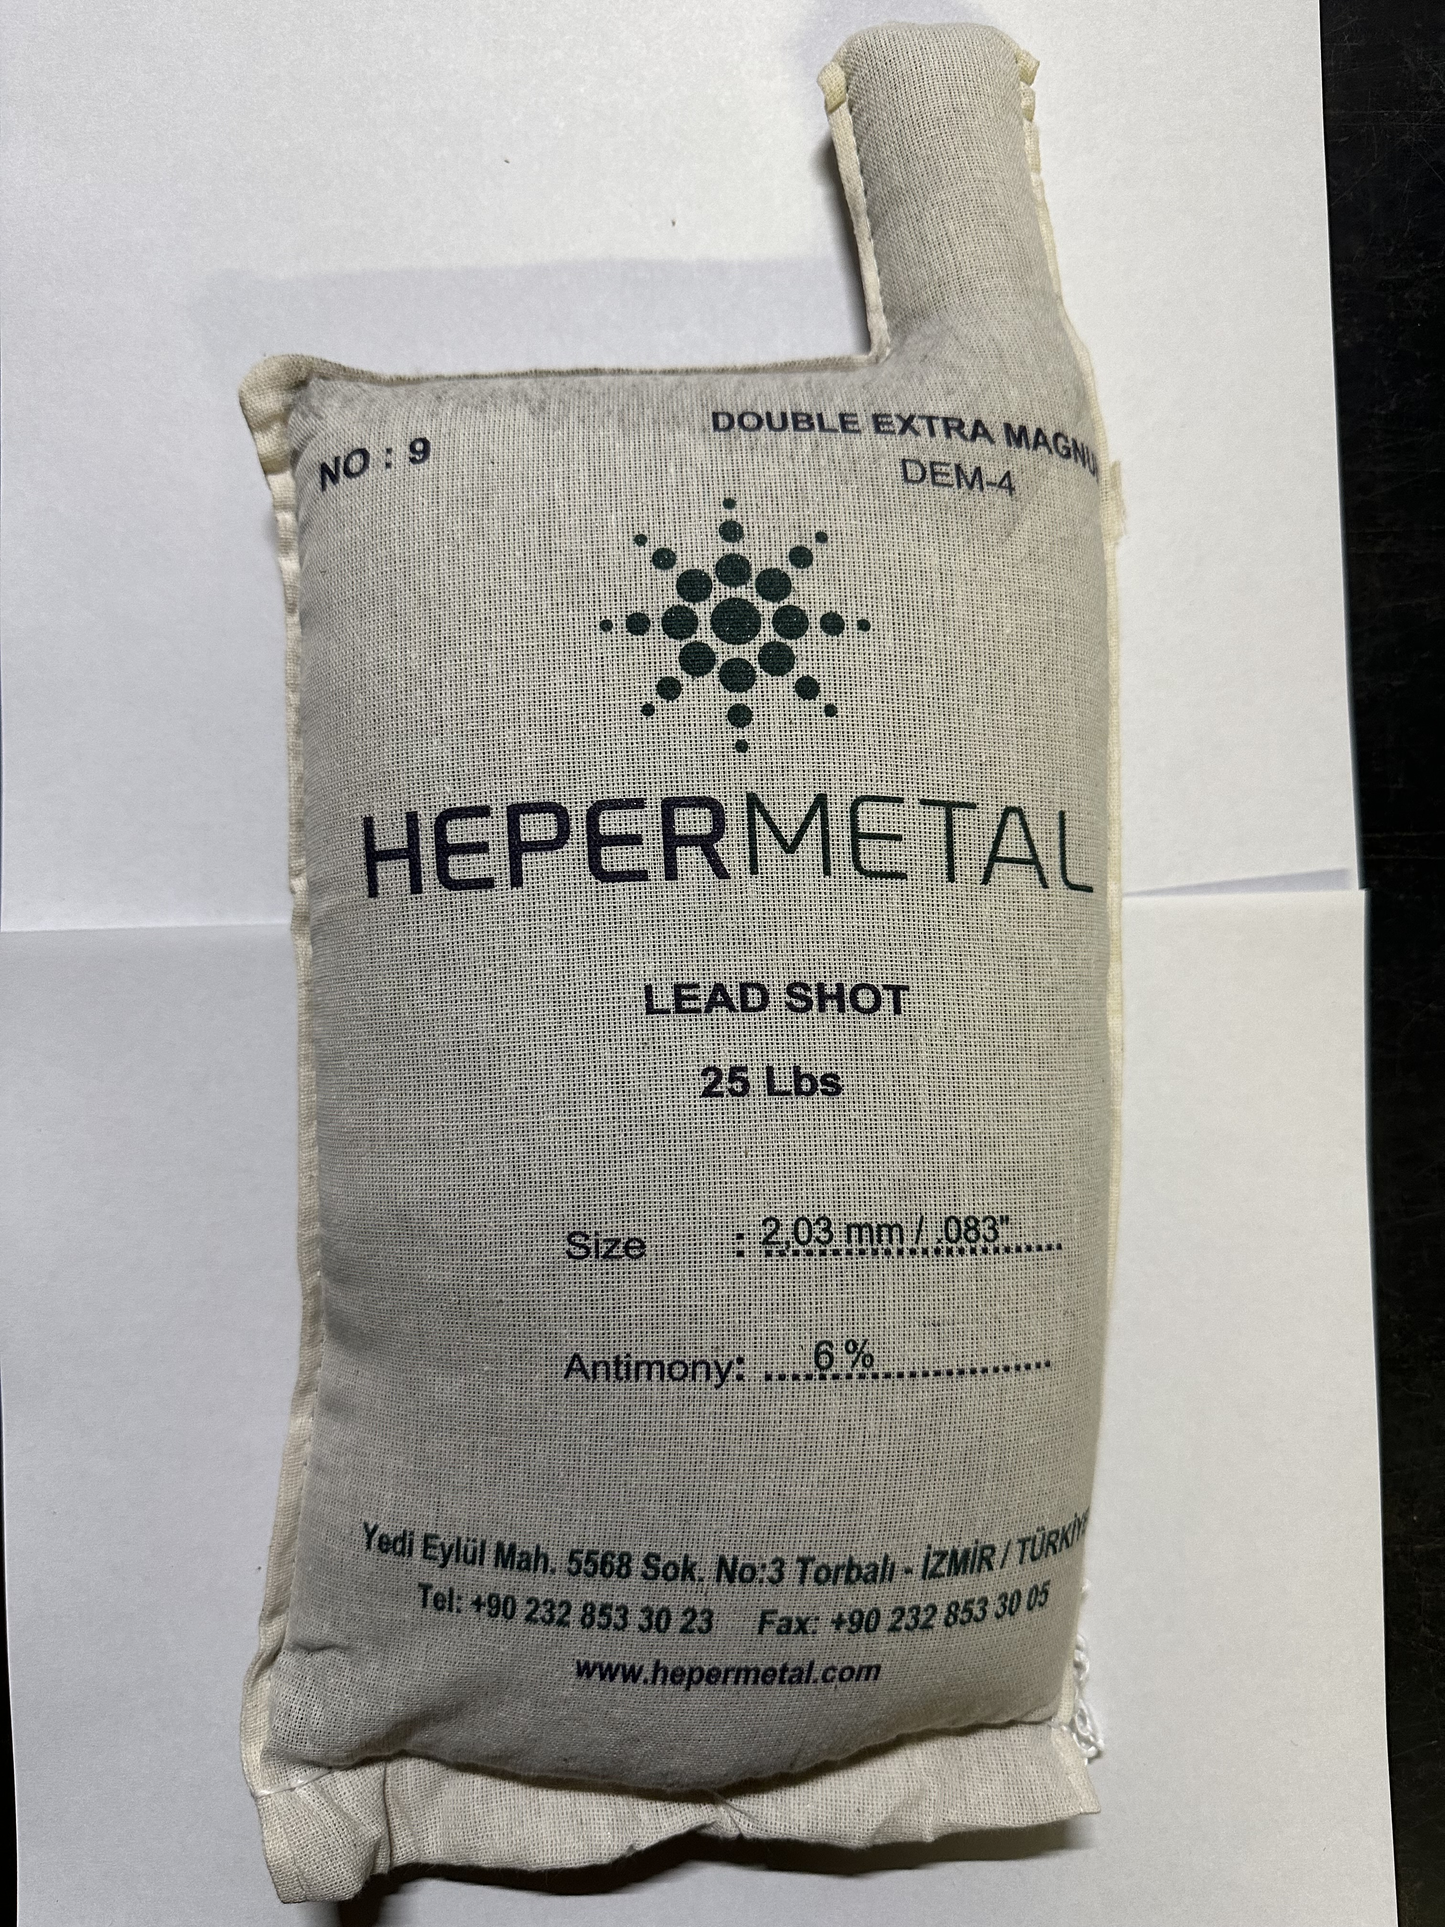 NO : 9
DOUBLE EXTRA
DEM-4
HEPERMETAL
LEAD SHOT
25 Lbs
Size : 2,03 mm / .083"
Antimony: 6 %
Yedi Eylül Mah. 5568 Sok. No:3 Torbalı - İZMİR /
Tel: +90 232 853 30 23 Fax: +90 232 853 30 05
www.hepermetal.com